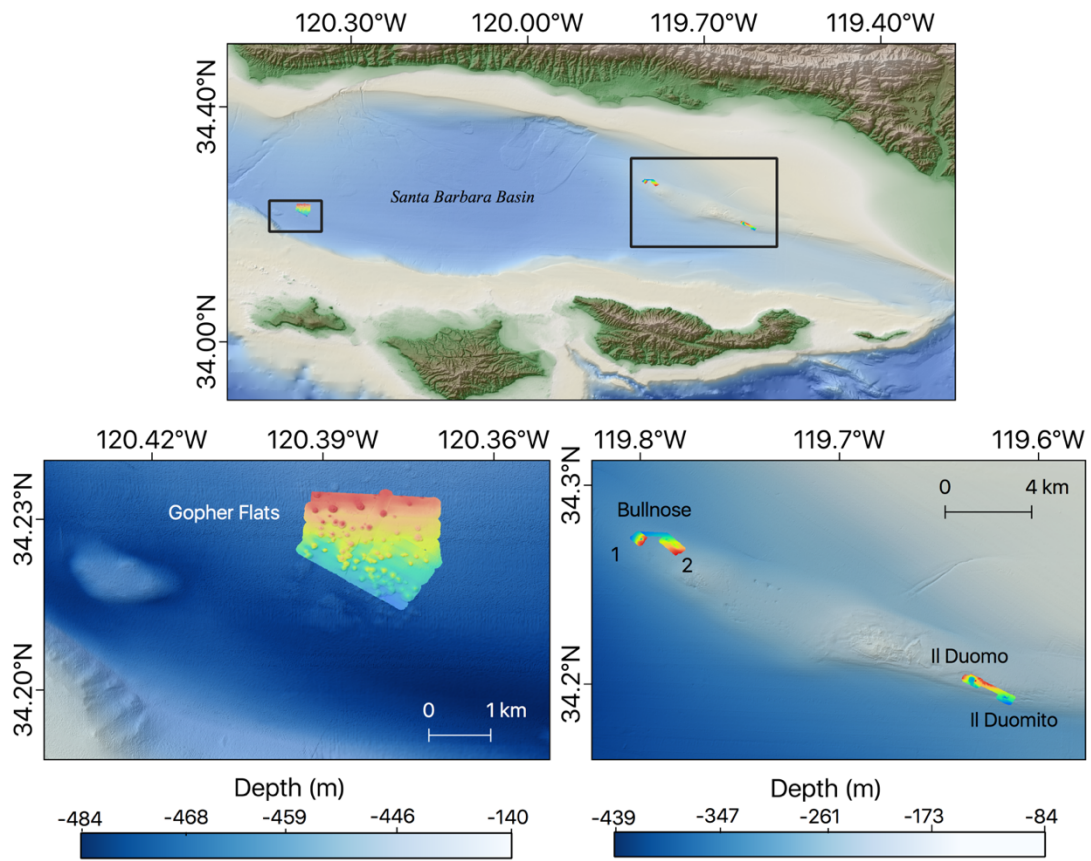 120.30°W 120.00°W 119.70°W 119.40°W
34.40°N
Santa Barbara Basin
34.00°N
120.42°W 120.39°W 120.36°W
34.23°N
Gopher Flats
34.20°N
0 1 km
Depth (m)
-484 -468 -459 -446 -140
119.8°W 119.7°W 119.6°W
34.3°N
0 4 km
Bullnose
1 2
Il Duomo
34.2°N
Il Duomito
Depth (m)
-439 -347 -261 -173 -84